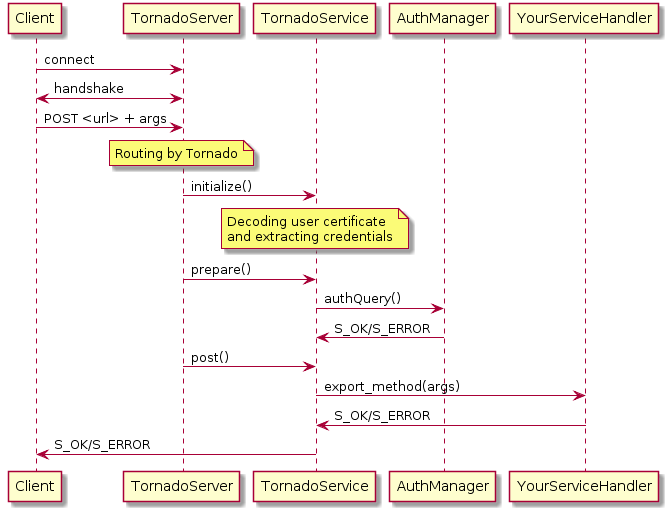 Client
TornadoServer
TornadoService
AuthManager
YourServiceHandler
connect
handshake
POST <url> + args
Routing by Tornado
initialize()
Decoding user certificate
and extracting credentials
prepare()
authQuery()
S_OK/S_ERROR
post()
export_method(args)
S_OK/S_ERROR
S_OK/S_ERROR
Client
TornadoServer
TornadoService
AuthManager
YourServiceHandler